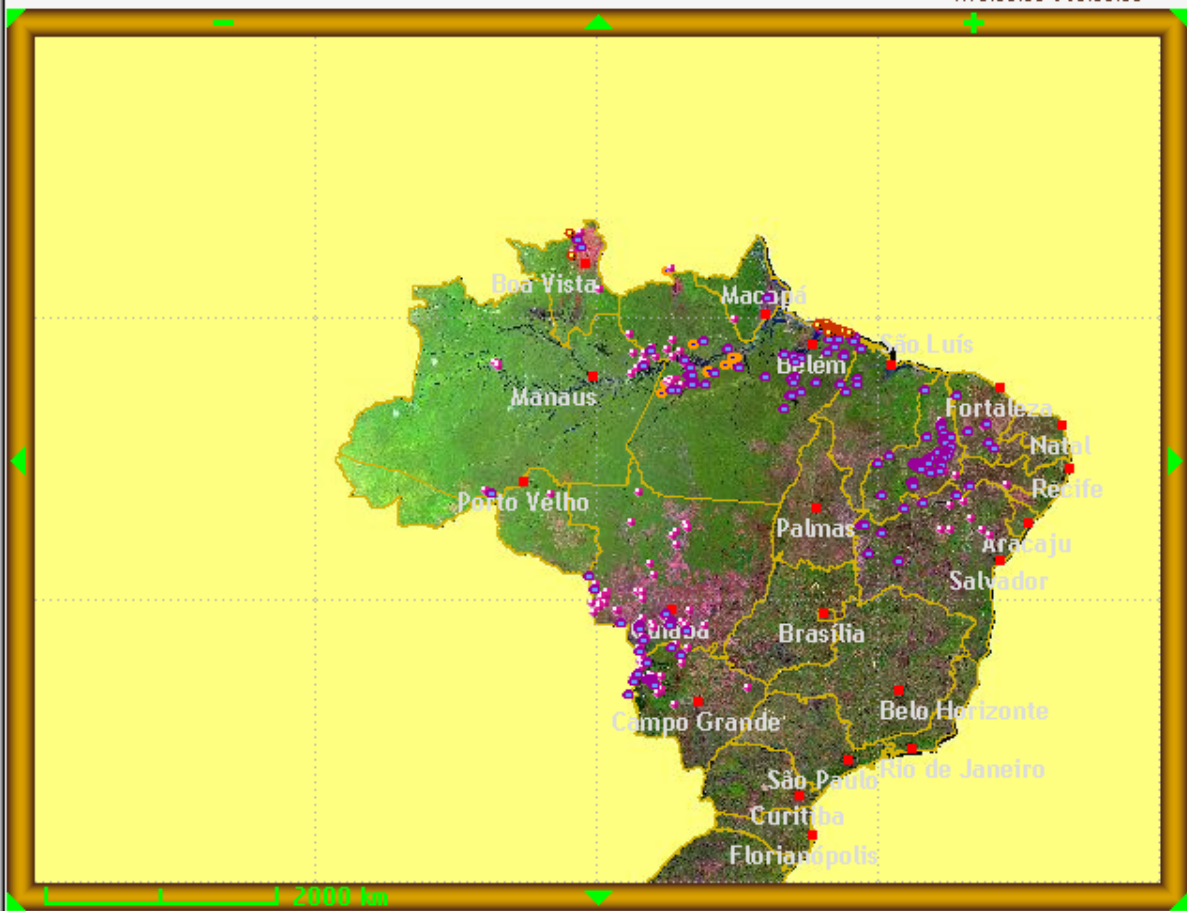 Boa Vista
Macapá
São Luís
Belém
Manaus
Fortaleza
Natal
Recife
Porto Velho
Palmas
Aracaju
Salvador
Cuiabá
Brasília
Campo Grande
Belo Horizonte
Rio de Janeiro
São Paulo
Curitiba
Florianópolis
2000 km